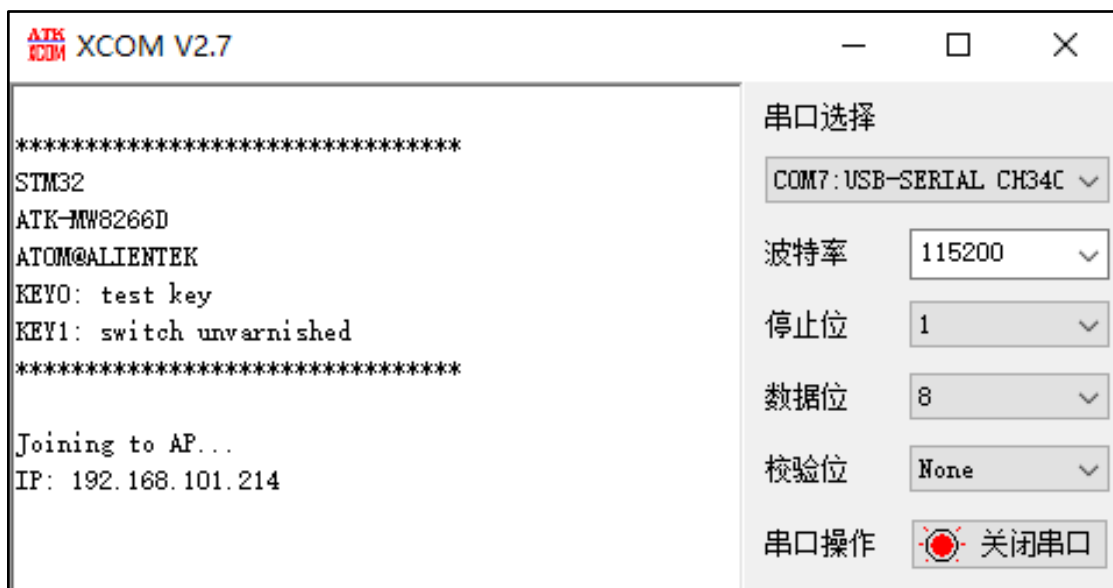 ATK
XCOM
XCOM V2.7
*********************************
STM32
ATK-MW8266D
ATOM@ALIENTEK
KEY0: test key
KEY1: switch unvarnished
*********************************
Joining to AP...
IP: 192.168.101.214
串口选择
COM7:USB-SERIAL CH340
波特率
115200
停止位
1
数据位
8
校验位
None
串口操作
关闭串口